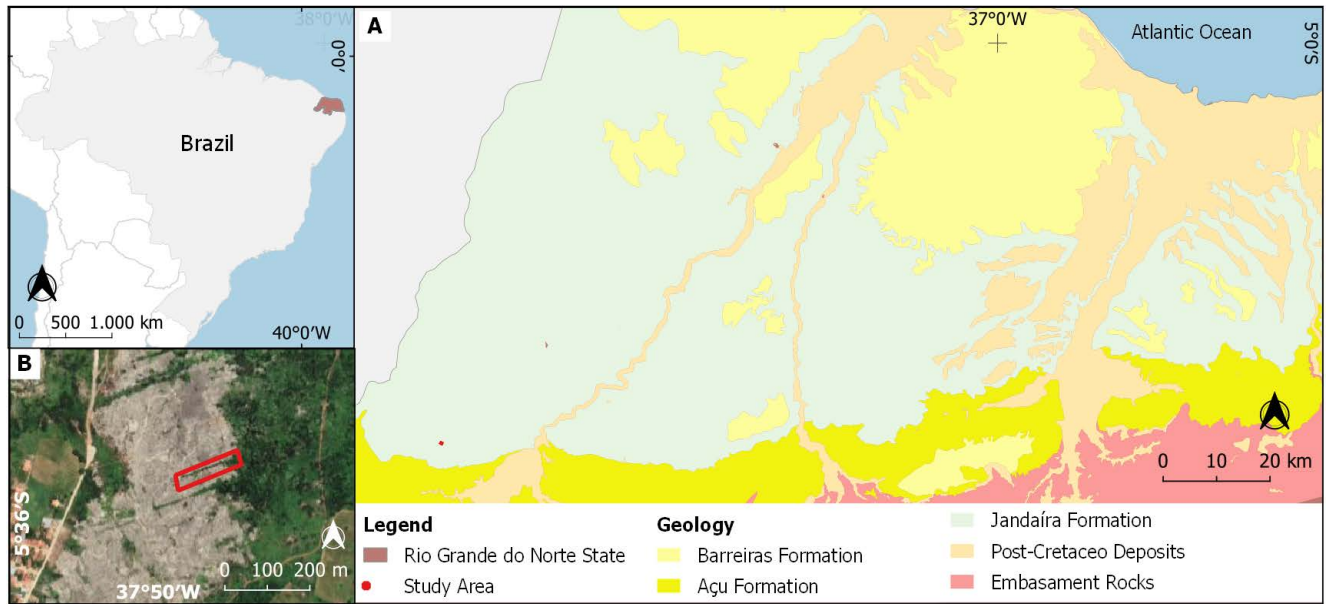 38°0’W
0°0’
Brazil
0 500 1.000 km
40°0’W
A
37°0’W
Atlantic Ocean
5°0’S
0 10 20 km
B
5°36’S
37°50’W
0 100 200 m
Legend
Rio Grande do Norte State
Study Area
Geology
Barreiras Formation
Açu Formation
Jandaíra Formation
Post-Cretaceo Deposits
Embasament Rocks